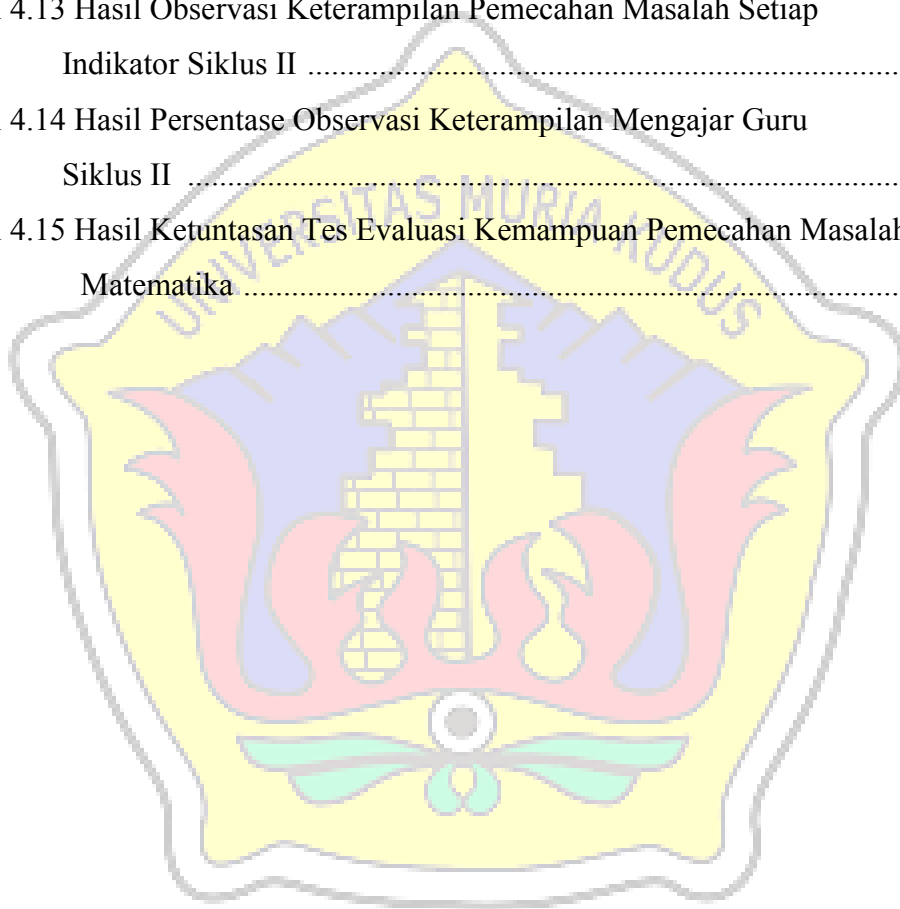 4.13 Hasil Observasi Keterampilan Pemecahan Masalah Setiap
Indikator Siklus II ................................................................................
4.14 Hasil Persentase Observasi Keterampilan Mengajar Guru
Siklus II ................................................................................
4.15 Hasil Ketuntasan Tes Evaluasi Kemampuan Pemecahan Masalah
Matematika ................................................................................
UNIVERSITAS MURIA KUDUS